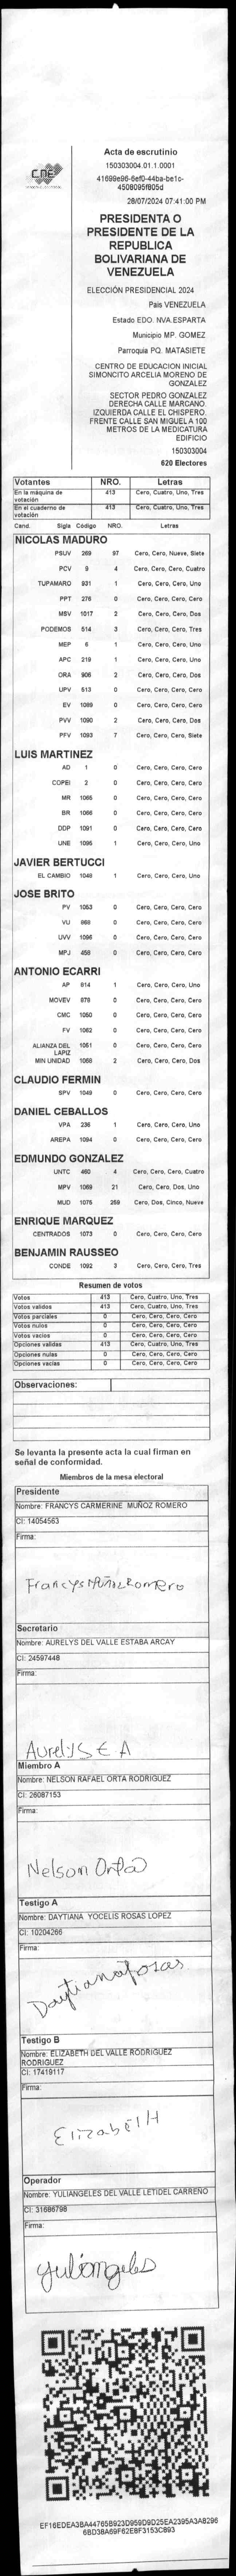 CNE
Acta de escrutinio
150303004.01.1.0001
41699e96-6ef0-44ba-be1c-
4508095f805d
28/07/2024 07:41:00 PM
PRESIDENTA O
PRESIDENTE DE LA
REPUBLICA
BOLIVARIANA DE
VENEZUELA
ELECCIÓN PRESIDENCIAL 2024
Pais VENEZUELA
Estado EDO. NVA.ESPARTA
Municipio MP. GOMEZ
Parroquia PQ. MATASIETE
CENTRO DE EDUCACION INICIAL
SIMONCITO ARCELIA MORENO DE
GONZALEZ
SECTOR PEDRO GONZALEZ
DERECHA CALLE MARCANO.
IZQUIERDA CALLE EL CHISPERO.
FRENTE CALLE SAN MIGUEL A 100
METROS DE LA MEDICATURA
EDIFICIO
150303004
620 Electores
Votantes NRO. Letras
En la máquina de votación 413 Cero, Cuatro, Uno, Tres
En el cuaderno de votación 413 Cero, Cuatro, Uno, Tres
Cand. Sigla Código NRO. Letras
NICOLAS MADURO
PSUV 269 97 Cero, Cero, Nueve, Siete
PCV 9 4 Cero, Cero, Cero, Cuatro
TUPAMARO 931 1 Cero, Cero, Cero, Uno
PPT 276 0 Cero, Cero, Cero, Cero
MSV 1017 2 Cero, Cero, Cero, Dos
PODEMOS 514 3 Cero, Cero, Cero, Tres
MEP 6 1 Cero, Cero, Cero, Uno
APC 219 1 Cero, Cero, Cero, Uno
ORA 906 2 Cero, Cero, Cero, Dos
UPV 513 0 Cero, Cero, Cero, Cero
EV 1089 0 Cero, Cero, Cero, Cero
PVV 1090 2 Cero, Cero, Cero, Dos
PFV 1093 7 Cero, Cero, Cero, Siete
LUIS MARTINEZ
AD 1 0 Cero, Cero, Cero, Cero
COPEI 2 0 Cero, Cero, Cero, Cero
MR 1065 0 Cero, Cero, Cero, Cero
BR 1066 0 Cero, Cero, Cero, Cero
DDP 1091 0 Cero, Cero, Cero, Cero
UNE 1095 1 Cero, Cero, Cero, Uno
JAVIER BERTUCCI
EL CAMBIO 1048 1 Cero, Cero, Cero, Uno
JOSE BRITO
PV 1053 0 Cero, Cero, Cero, Cero
VU 868 0 Cero, Cero, Cero, Cero
UVV 1096 0 Cero, Cero, Cero, Cero
MPJ 458 0 Cero, Cero, Cero, Cero
ANTONIO ECARRI
AP 814 1 Cero, Cero, Cero, Uno
MOVEV 878 0 Cero, Cero, Cero, Cero
CMC 1050 0 Cero, Cero, Cero, Cero
FV 1062 0 Cero, Cero, Cero, Cero
ALIANZA DEL LAPIZ 1051 0 Cero, Cero, Cero, Cero
MIN UNIDAD 1058 2 Cero, Cero, Cero, Dos
CLAUDIO FERMIN
SPV 1049 0 Cero, Cero, Cero, Cero
DANIEL CEBALLOS
VPA 236 1 Cero, Cero, Cero, Uno
AREPA 1094 0 Cero, Cero, Cero, Cero
EDMUNDO GONZALEZ
UNTC 460 4 Cero, Cero, Cero, Cuatro
MPV 1069 21 Cero, Cero, Dos, Uno
MUD 1075 259 Cero, Dos, Cinco, Nueve
ENRIQUE MARQUEZ
CENTRADOS 1073 0 Cero, Cero, Cero, Cero
BENJAMIN RAUSSEO
CONDE 1092 3 Cero, Cero, Cero, Tres
Resumen de votos
Votos 413 Cero, Cuatro, Uno, Tres
Votos validos 413 Cero, Cuatro, Uno, Tres
Votos parciales 0 Cero, Cero, Cero, Cero
Votos nulos 0 Cero, Cero, Cero, Cero
Votos vacios 0 Cero, Cero, Cero, Cero
Opciones validas 413 Cero, Cuatro, Uno, Tres
Opciones nulas 0 Cero, Cero, Cero, Cero
Opciones vacias 0 Cero, Cero, Cero, Cero
Observaciones:
Se levanta la presente acta la cual firman en
señal de conformidad.
Miembros de la mesa electoral
Presidente
Nombre: FRANCYS CARMERINE MUÑOZ ROMERO
CI: 14054563
Firma:
Francys Muñoz Romero
Secretario
Nombre: AURELYS DEL VALLE ESTABA ARCAY
CI: 24597448
Firma:
Aurelys E A
Miembro A
Nombre: NELSON RAFAEL ORTA RODRIGUEZ
CI: 26087153
Firma:
Nelson Orta
Testigo A
Nombre: DAYTIANA YOCELIS ROSAS LOPEZ
CI: 10204266
Firma:
Daytiana Rosas
Testigo B
Nombre: ELIZABETH DEL VALLE RODRIGUEZ
RODRIGUEZ
CI: 17419117
Firma:
Elizabeth
Operador
Nombre: YULIANGELES DEL VALLE LETIDEL CARREÑO
CI: 31686798
Firma:
Yuliangeles
EF16EDEA3BA44765B923D959D9D25EA2395A3A8296
6BD38A69F62E8F3153C893